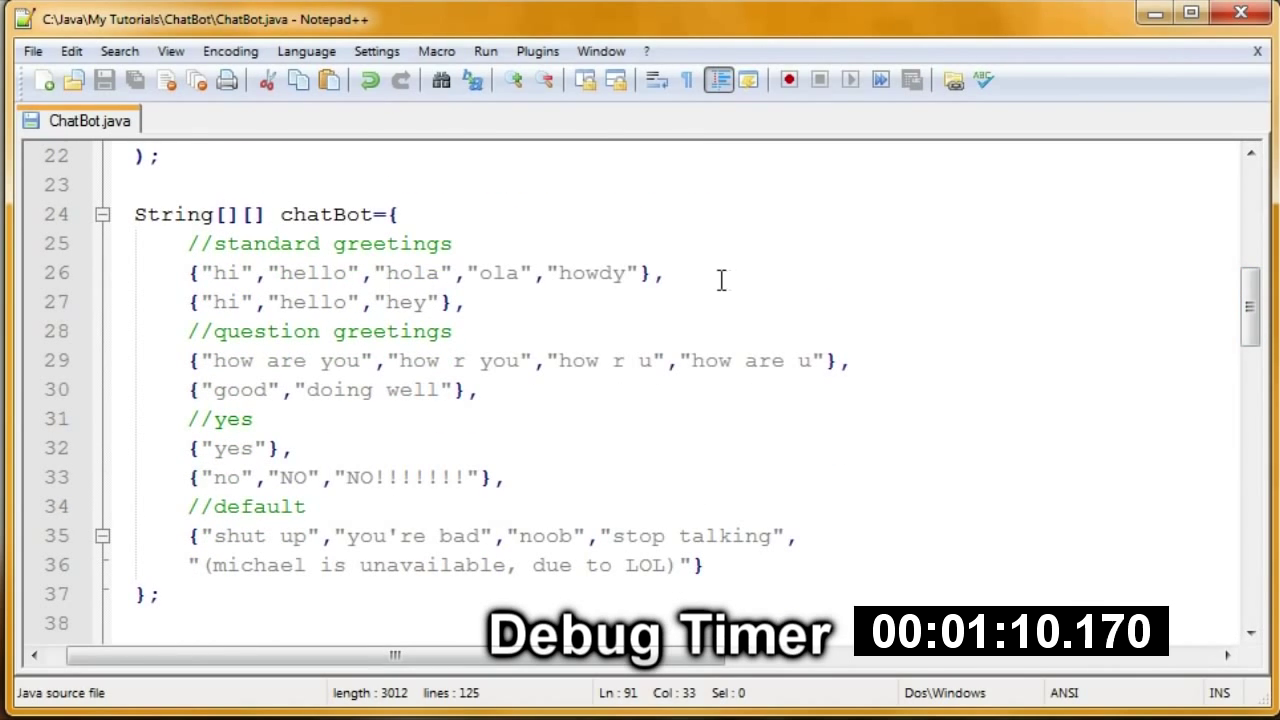 C:\Java\My Tutorials\ChatBot\ChatBot.java - Notepad++
File Edit Search View Encoding Language Settings Macro Run Plugins Window ? X
ChatBot.java
22 );
23
24 String[][] chatBot={
25 //standard greetings
26 {"hi","hello","hola","ola","howdy"},
27 {"hi","hello","hey"},
28 //question greetings
29 {"how are you","how r you","how r u","how are u"},
30 {"good","doing well"},
31 //yes
32 {"yes"},
33 {"no","NO","NO!!!!!!!"},
34 //default
35 {"shut up","you're bad","noob","stop talking",
36 "(michael is unavailable, due to LOL)"}
37 };
38
Debug Timer 00:01:10.170
Java source file length : 3012 lines : 125 Ln : 91 Col : 33 Sel : 0 Dos\Windows ANSI INS